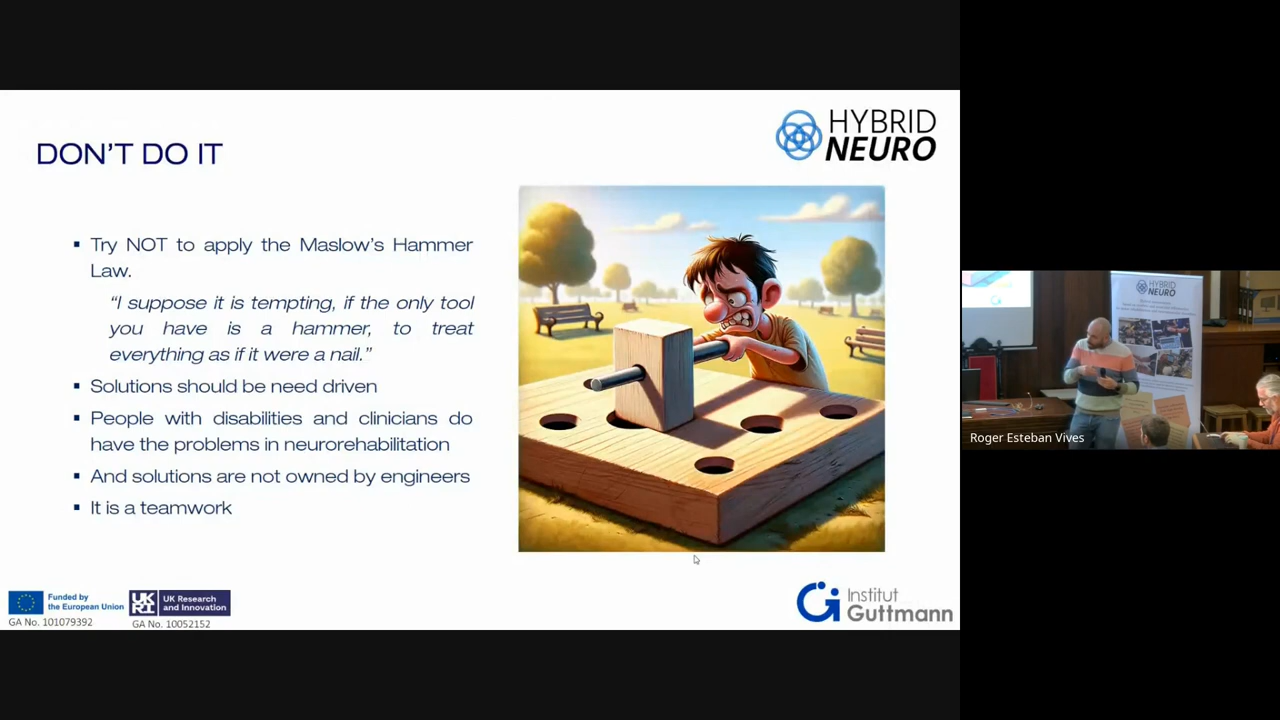 HYBRID
NEURO
DON'T DO IT
▪ Try NOT to apply the Maslow's Hammer
Law.
"I suppose it is tempting, if the only tool
you have is a hammer, to treat
everything as if it were a nail."
▪ Solutions should be need driven
▪ People with disabilities and clinicians do
have the problems in neurorehabilitation
▪ And solutions are not owned by engineers
▪ It is a teamwork
Funded by
the European Union
GA No. 101079392
UK
RI
UK Research
and Innovation
GA No. 10052152
Institut
Guttmann
HYBRID
NEURO
Roger Esteban Vives